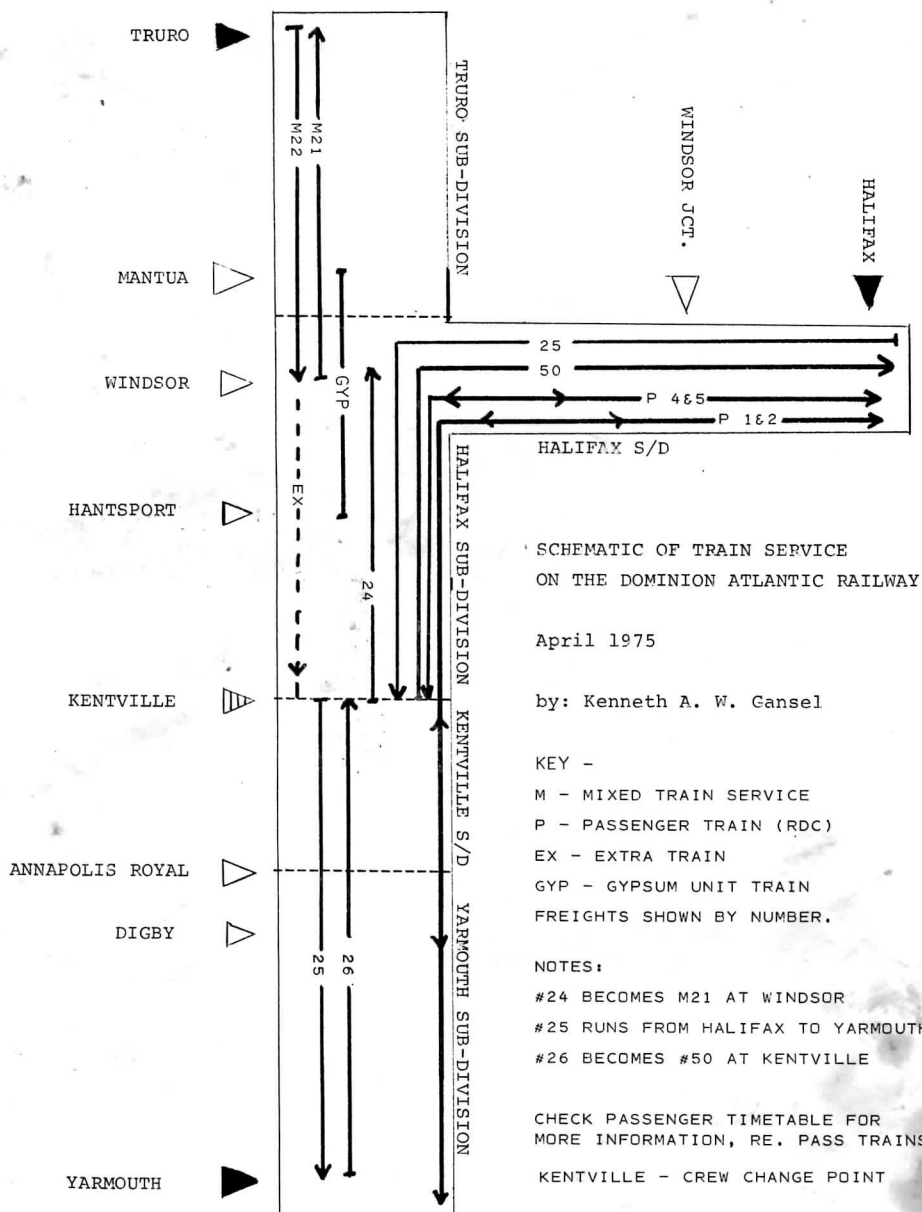 TRURO
MANTUA
WINDSOR
HANTSPORT
KENTVILLE
ANNAPOLIS ROYAL
DIGBY
YARMOUTH
M22
M21
GYP
EX
24
25
26
TRURO SUB-DIVISION
HALIFAX SUB-DIVISION
KENTVILLE S/D
YARMOUTH SUB-DIVISION
WINDSOR JCT.
HALIFAX
25
50
P 4&5
P 1&2
HALIFAX S/D
SCHEMATIC OF TRAIN SERVICE
ON THE DOMINION ATLANTIC RAILWAY
April 1975
by: Kenneth A. W. Gansel
KEY -
M - MIXED TRAIN SERVICE
P - PASSENGER TRAIN (RDC)
EX - EXTRA TRAIN
GYP - GYPSUM UNIT TRAIN
FREIGHTS SHOWN BY NUMBER.
NOTES:
#24 BECOMES M21 AT WINDSOR
#25 RUNS FROM HALIFAX TO YARMOUTH
#26 BECOMES #50 AT KENTVILLE
CHECK PASSENGER TIMETABLE FOR
MORE INFORMATION, RE. PASS TRAINS
KENTVILLE - CREW CHANGE POINT